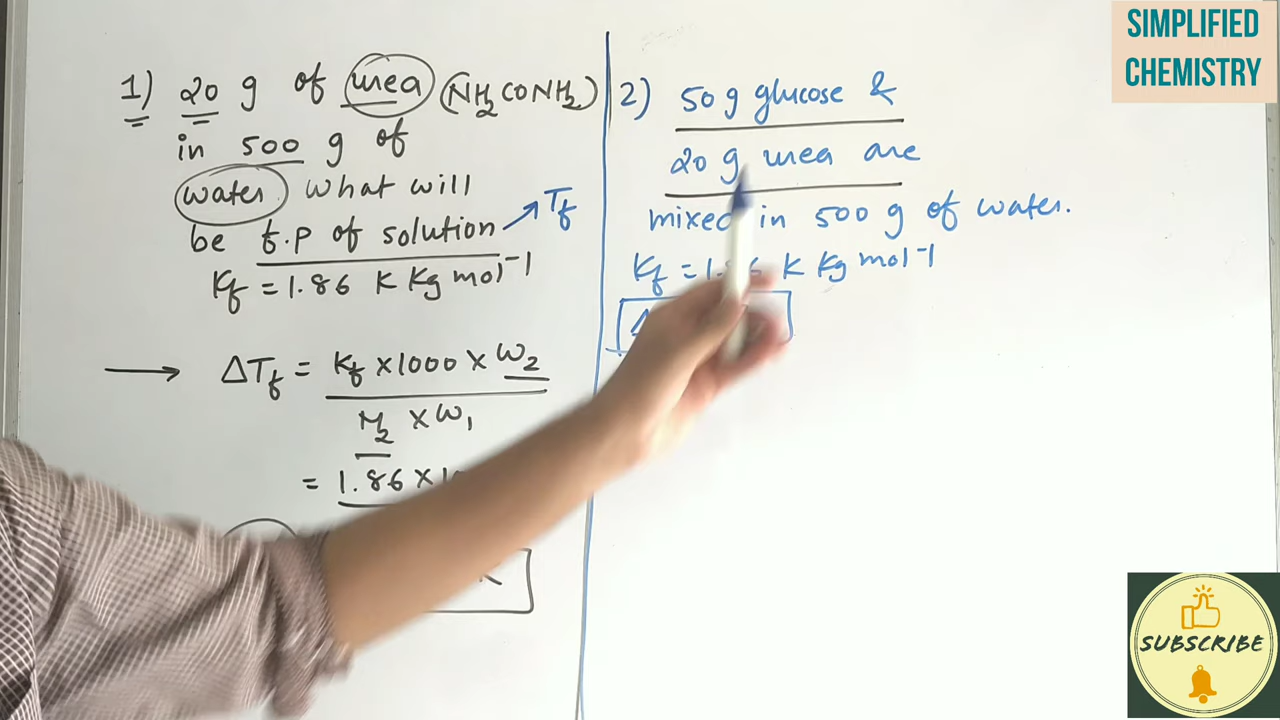 SIMPLIFIED
CHEMISTRY
1) 20 g of urea (NH2CONH2)
in 500 g of
water what will
be f.p of solution → Tf
Kf = 1.86 K Kg mol-1
→ ΔTf = Kf ×1000 × W2
M2 × W1
= 1.86 ×
K
2) 50 g glucose &
20 g urea are
mixed in 500 g of water.
Kf = K Kg mol-1
SUBSCRIBE